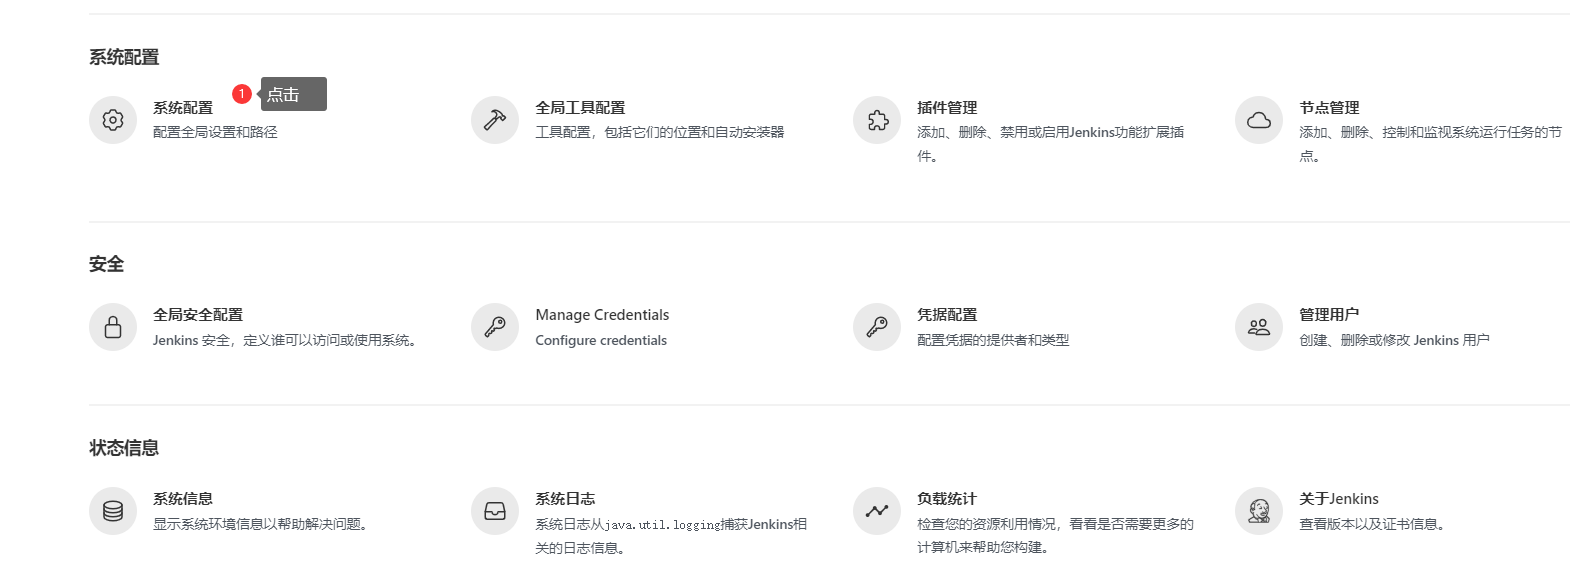 系统配置
系统配置
1 点击
配置全局设置和路径
全局工具配置
工具配置，包括它们的位置和自动安装器
插件管理
添加、删除、禁用或启用Jenkins功能扩展插
件。
节点管理
添加、删除、控制和监视系统运行任务的节
点。
安全
全局安全配置
Jenkins 安全，定义谁可以访问或使用系统。
Manage Credentials
Configure credentials
凭据配置
配置凭据的提供者和类型
管理用户
创建、删除或修改 Jenkins 用户
状态信息
系统信息
显示系统环境信息以帮助解决问题。
系统日志
系统日志从java.util.logging捕获Jenkins相
关的日志信息。
负载统计
检查您的资源利用情况，看看是否需要更多的
计算机来帮助您构建。
关于Jenkins
查看版本以及证书信息。